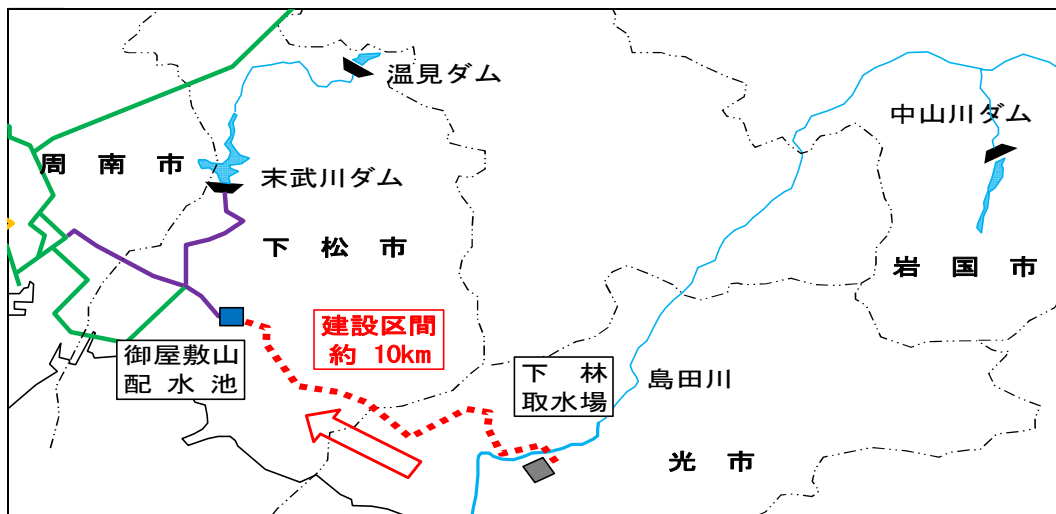 温見ダム
中山川ダム
周南市
末武川ダム
下松市
岩国市
建設区間
約 10km
御屋敷山
配水池
下林
取水場
島田川
光市